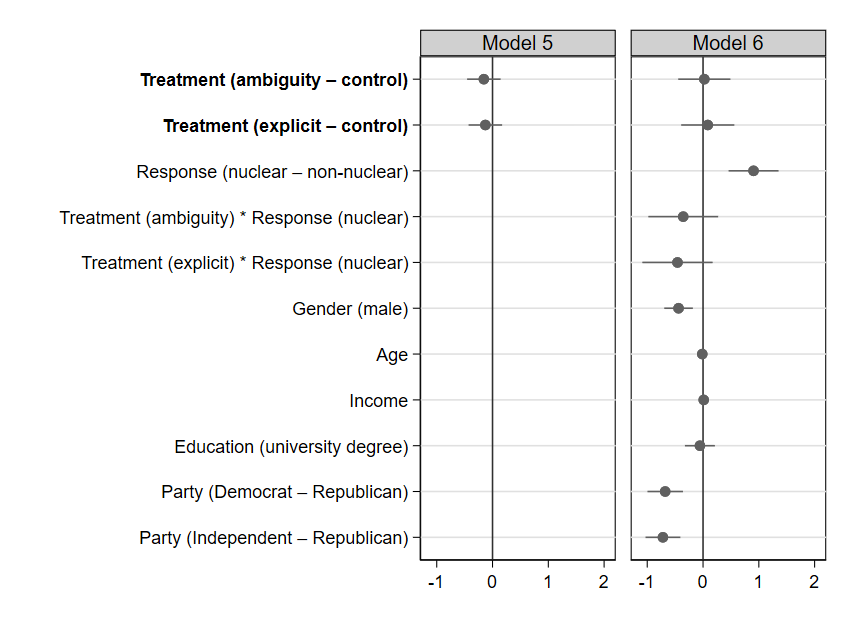 Model 5
Model 6
Treatment (ambiguity – control)
Treatment (explicit – control)
Response (nuclear – non-nuclear)
Treatment (ambiguity) * Response (nuclear)
Treatment (explicit) * Response (nuclear)
Gender (male)
Age
Income
Education (university degree)
Party (Democrat – Republican)
Party (Independent – Republican)
-1 0 1 2
-1 0 1 2